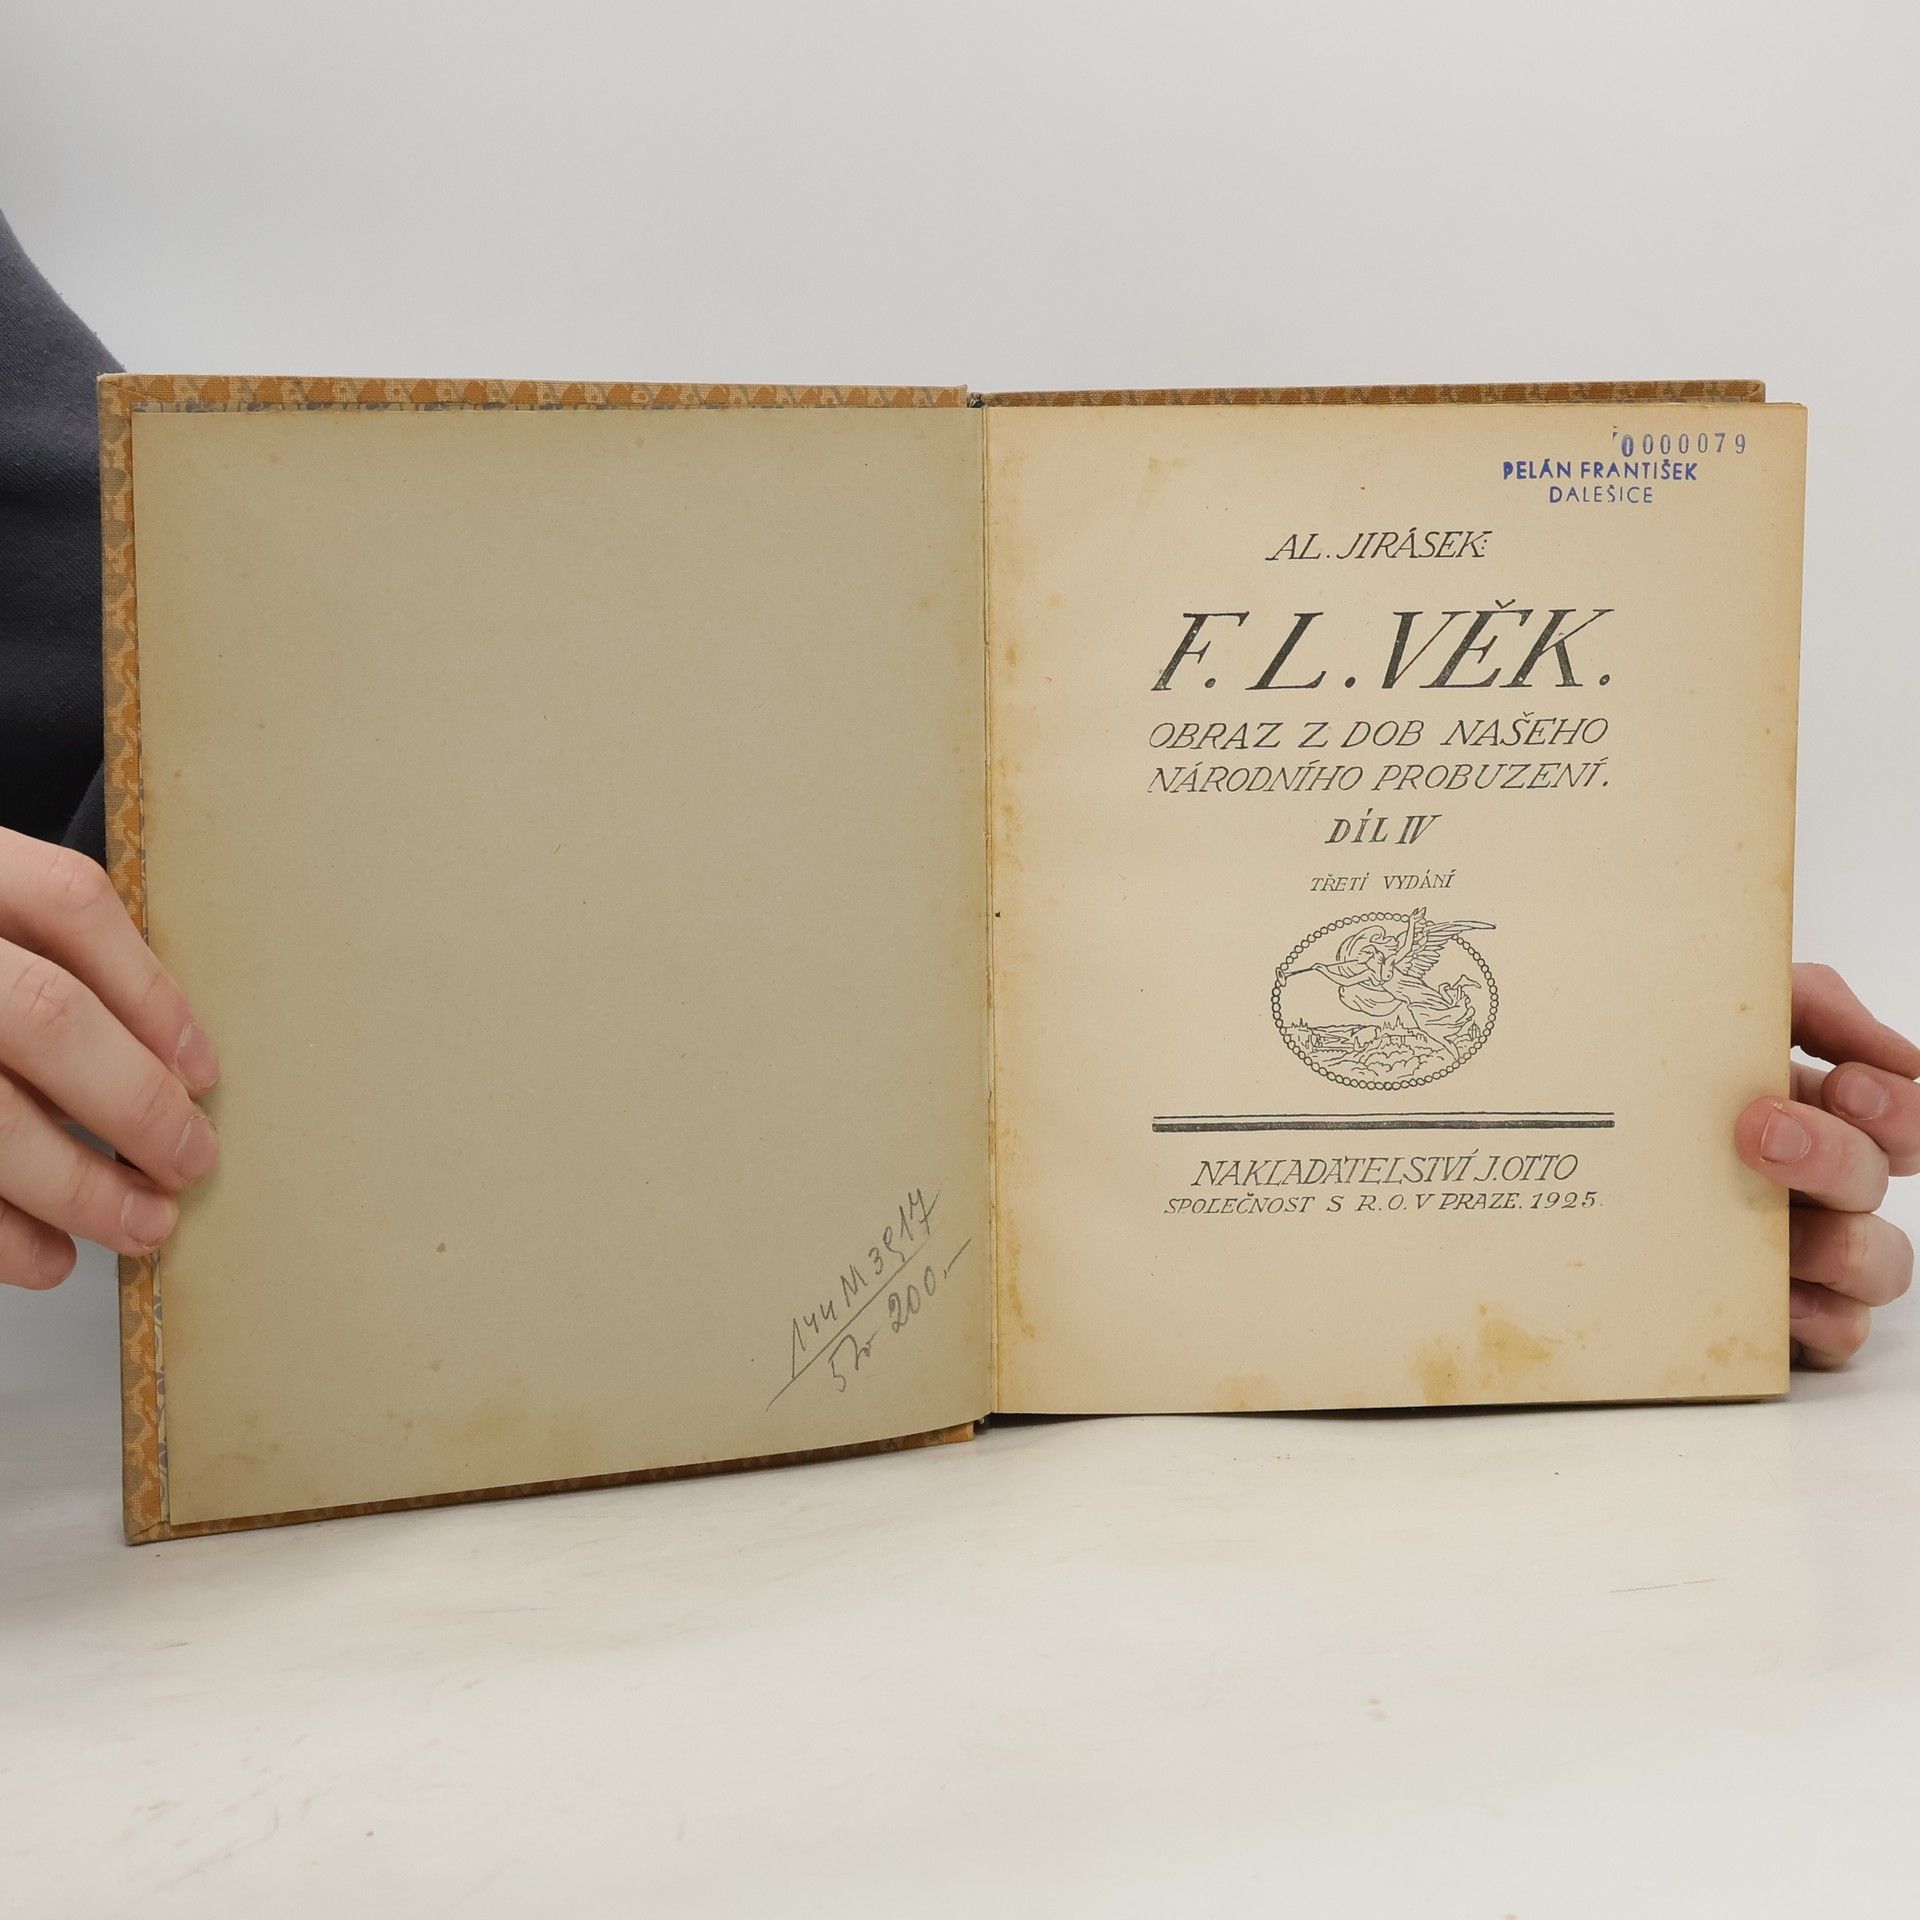 144 M 3917
200.-
0000079
PELÁN FRANTIŠEK
DALEŠICE
AL. JIRÁSEK:
F. L. VĚK.
OBRAZ Z DOB NAŠEHO
NÁRODNÍHO PROBUZENÍ.
DÍL IV
TŘETÍ VYDÁNÍ
NAKLADATELSTVÍ J. OTTO
SPOLEČNOST S R. O. V PRAZE. 1925.